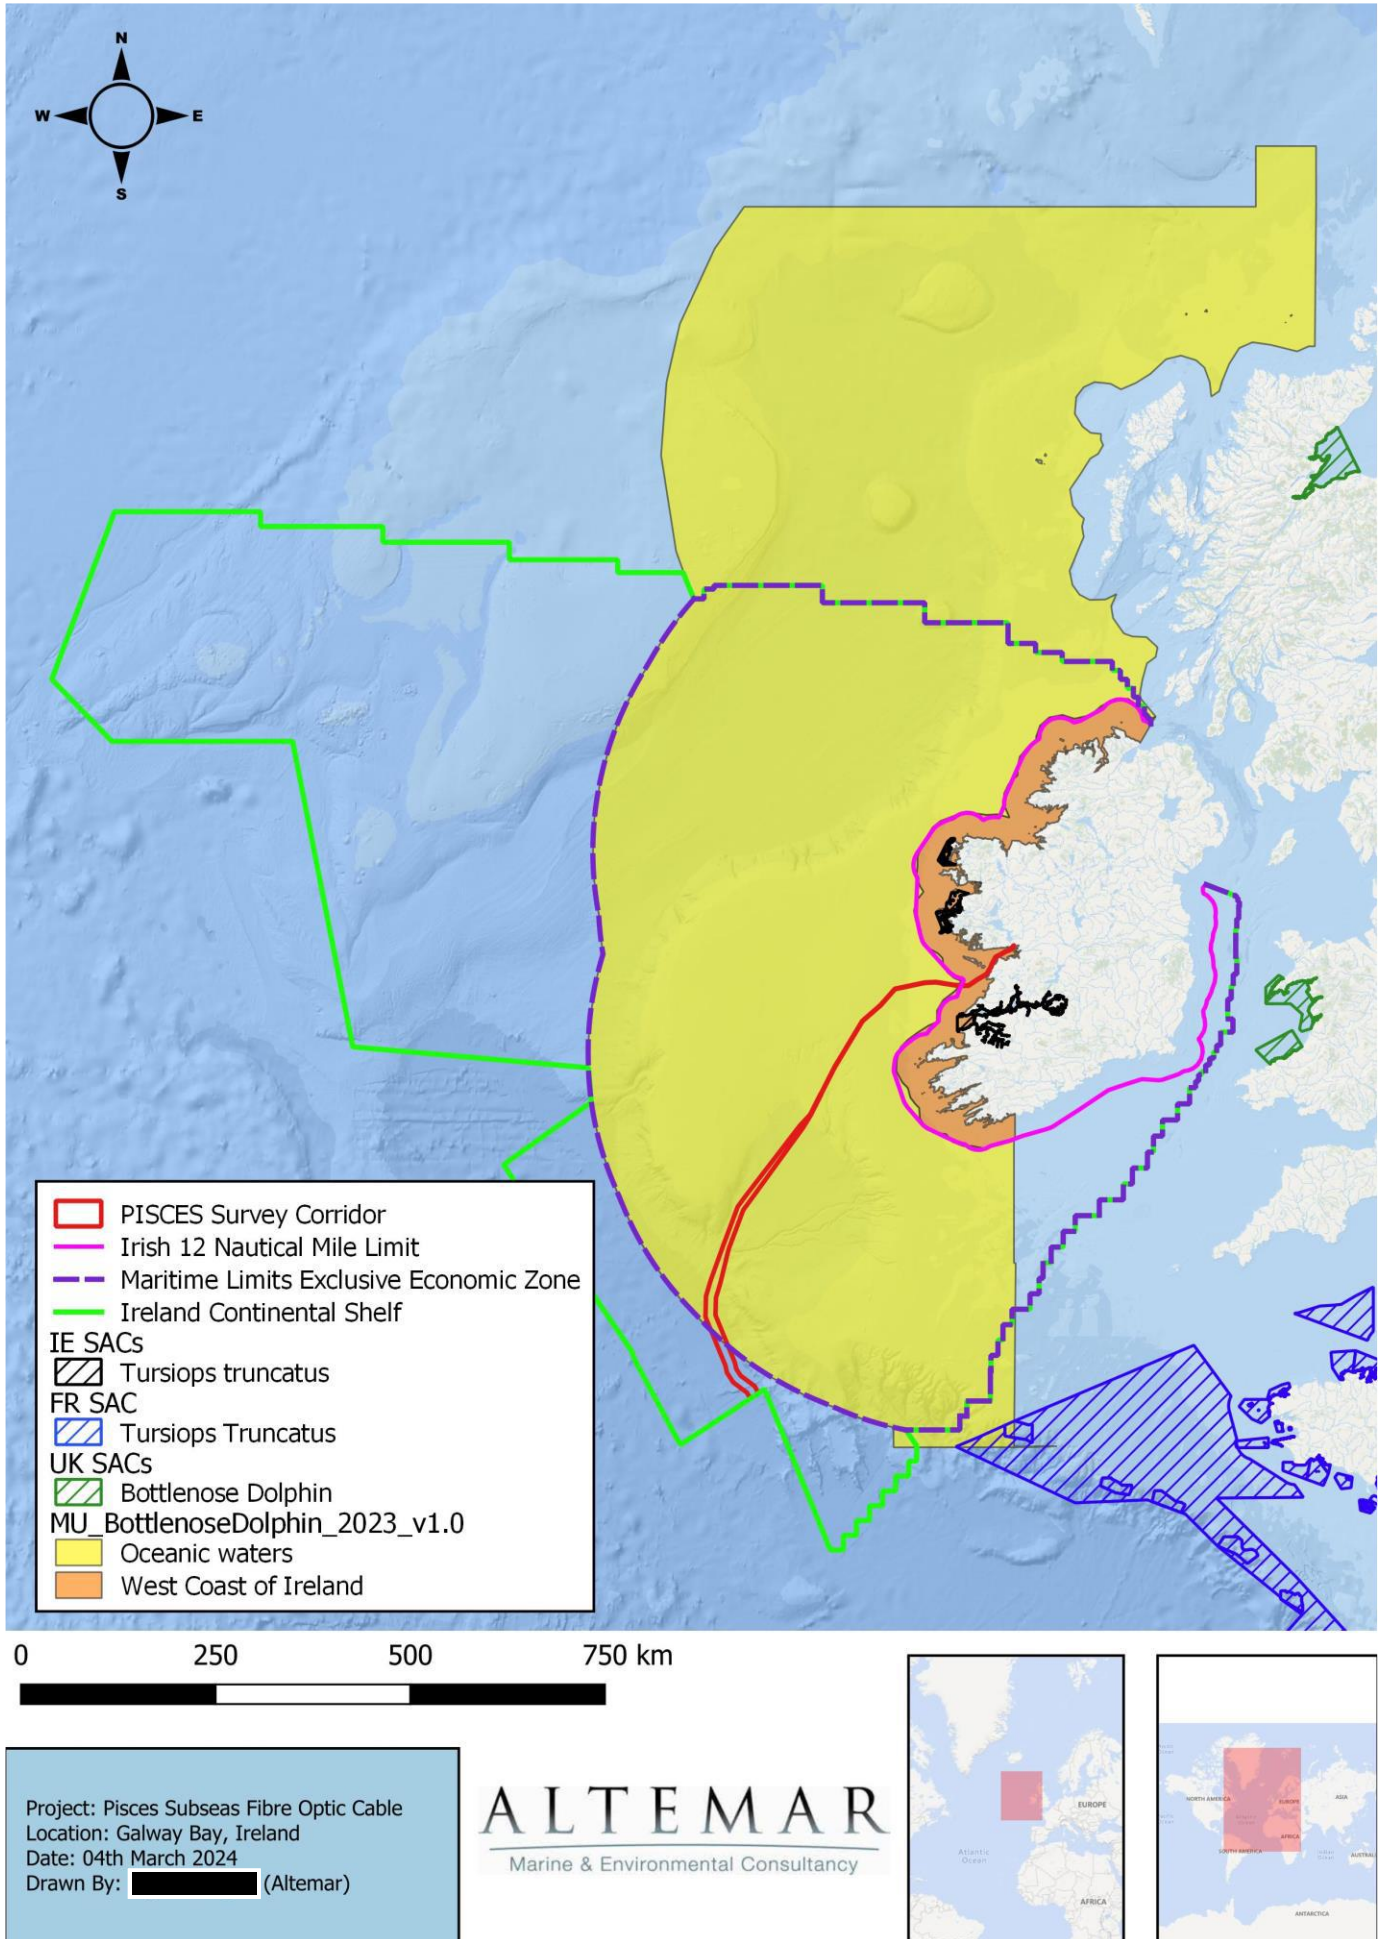 N
W
E
S
PISCES Survey Corridor
Irish 12 Nautical Mile Limit
Maritime Limits Exclusive Economic Zone
Ireland Continental Shelf
IE SACs
Tursiops truncatus
FR SAC
Tursiops Truncatus
UK SACs
Bottlenose Dolphin
MU_BottlenoseDolphin_2023_v1.0
Oceanic waters
West Coast of Ireland
0 250 500 750 km
Project: Pisces Subseas Fibre Optic Cable
Location: Galway Bay, Ireland
Date: 04th March 2024
Drawn By: (Altemar)
ALTEMAR
Marine & Environmental Consultancy
EUROPE
Atlantic
Ocean
AFRICA
NORTH AMERICA
EUROPE
ASIA
AFRICA
SOUTH AMERICA
ANTARCTICA